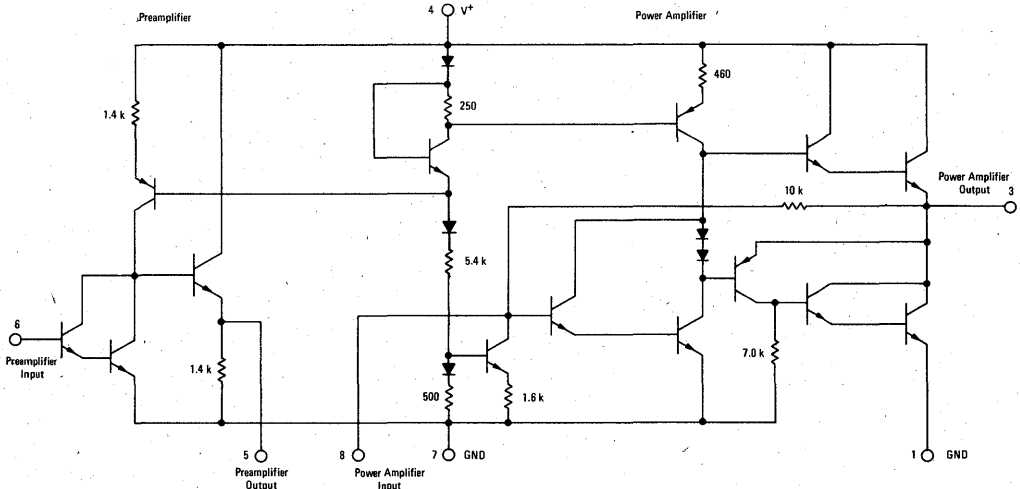 Preamplifier
4 V+
Power Amplifier
460
1.4 k
250
Power Amplifier
Output
3
10 k
5.4 k
6
Preamplifier
Input
1.4 k
500
1.6 k
7.0 k
5
Preamplifier
Output
8
Power Amplifier
Input
7 GND
1 GND